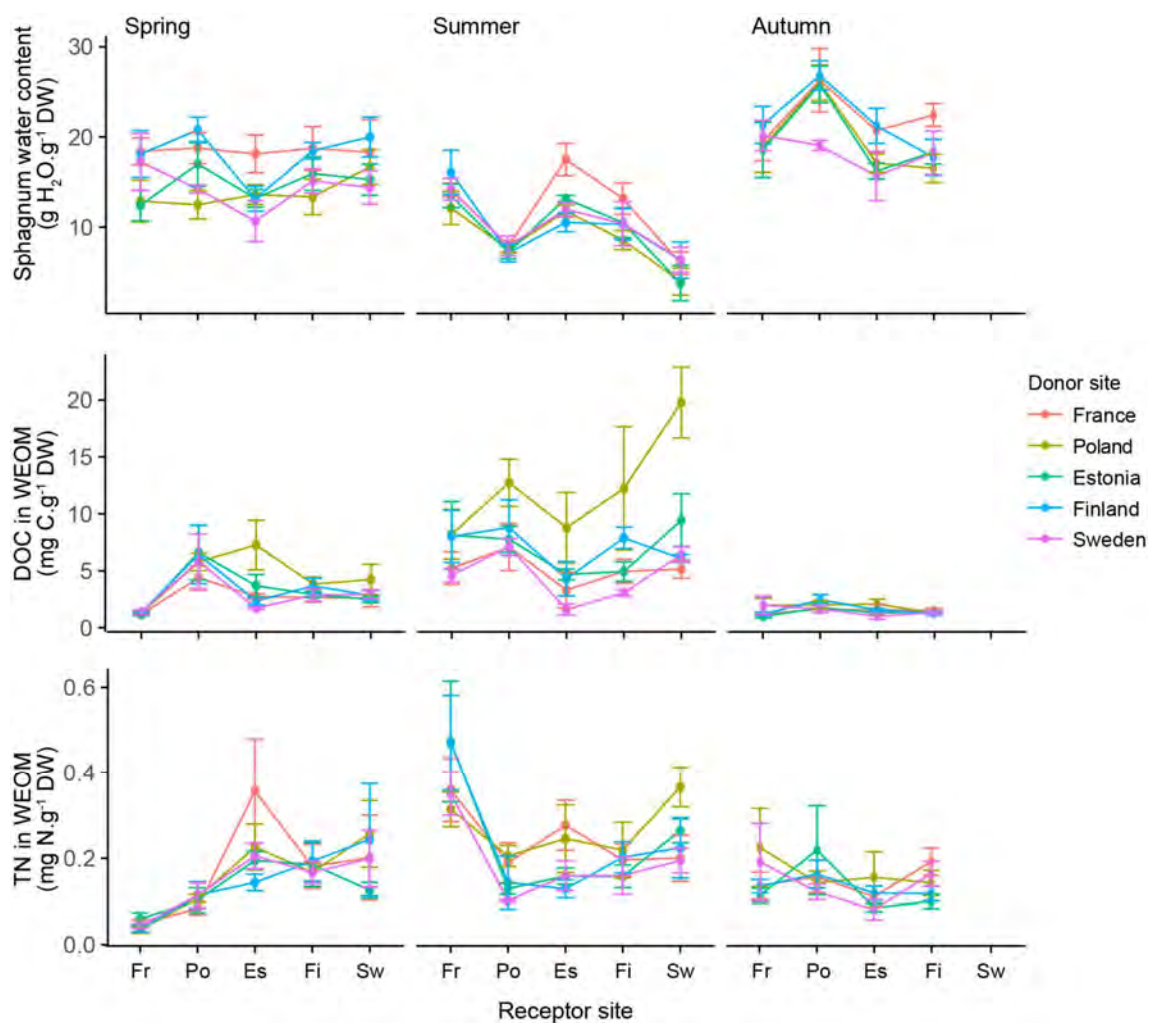 Spring Summer Autumn
Sphagnum water content
(g H₂O.g⁻¹ DW)
30
20
10
DOC in WEOM
(mg C.g⁻¹ DW)
20
15
10
5
0
Donor site
France
Poland
Estonia
Finland
Sweden
TN in WEOM
(mg N.g⁻¹ DW)
0.6
0.4
0.2
0.0
Fr Po Es Fi Sw Fr Po Es Fi Sw Fr Po Es Fi Sw
Receptor site